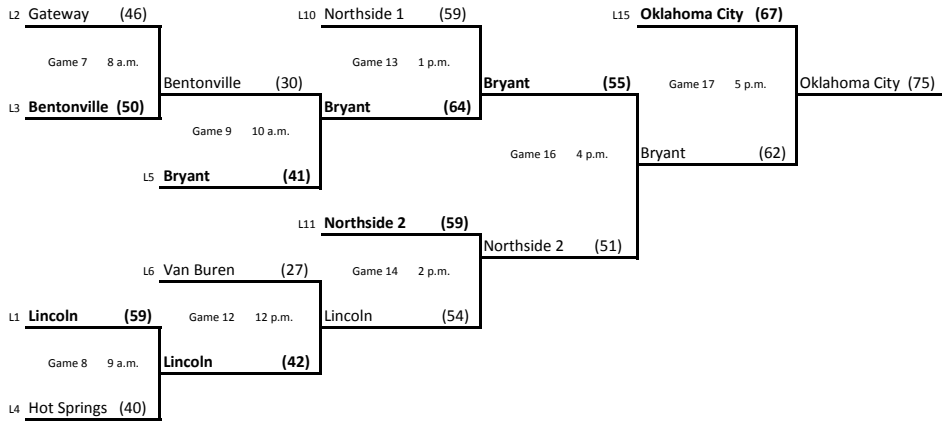 L2 Gateway (46)
L10 Northside 1 (59)
L15 Oklahoma City (67)
Game 7 8 a.m.
Game 13 1 p.m.
Bentonville (30)
Bryant (55)
Game 17 5 p.m.
Oklahoma City (75)
L3 Bentonville (50)
Bryant (64)
Game 9 10 a.m.
Game 16 4 p.m.
Bryant (62)
L5 Bryant (41)
L11 Northside 2 (59)
Northside 2 (51)
L6 Van Buren (27)
Game 14 2 p.m.
L1 Lincoln (59)
Game 12 12 p.m.
Lincoln (54)
Game 8 9 a.m.
Lincoln (42)
L4 Hot Springs (40)